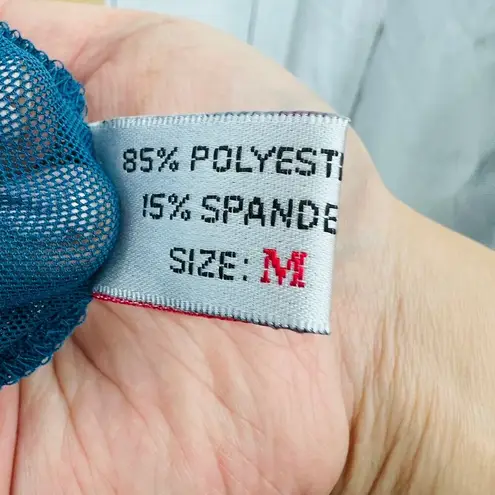 85% POLYEST
15% SPANDE
SIZE: M